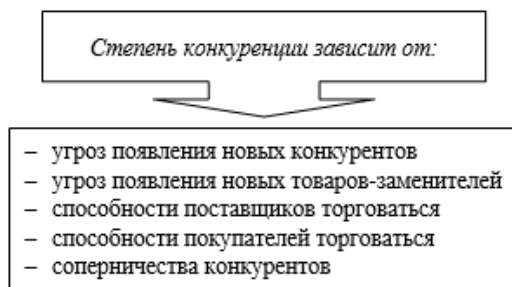 Степень конкуренции зависит от:
– угроз появления новых конкурентов
– угроз появления новых товаров-заменителей
– способности поставщиков торговаться
– способности покупателей торговаться
– соперничества конкурентов